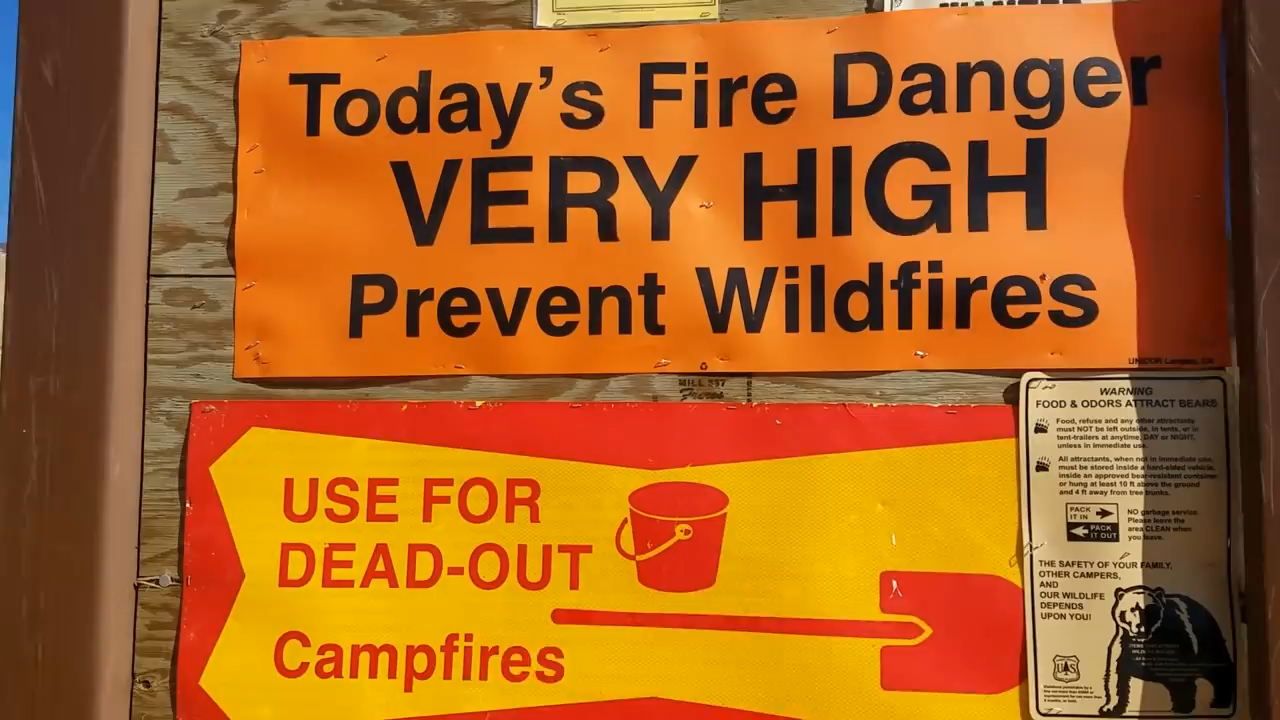 Today's Fire Danger
VERY HIGH
Prevent Wildfires
MILL 357
USE FOR
DEAD-OUT
Campfires
WARNING
FOOD & ODORS ATTRACT BEARS
Food, refuse and any other attractants
must NOT be left outside, in tents, or in
tent-trailers at anytime, DAY or NIGHT,
unless in immediate use.
All attractants, when not in immediate use,
must be stored inside a hard-sided vehicle,
inside an approved bear-resistant container
or hung at least 10 ft above the ground
and 4 ft away from tree trunks.
PACK
IT IN
PACK
IT OUT
NO garbage service.
Please leave the
area CLEAN when
you leave.
THE SAFETY OF YOUR FAMILY,
OTHER CAMPERS,
AND
OUR WILDLIFE
DEPENDS
UPON YOU!
U S